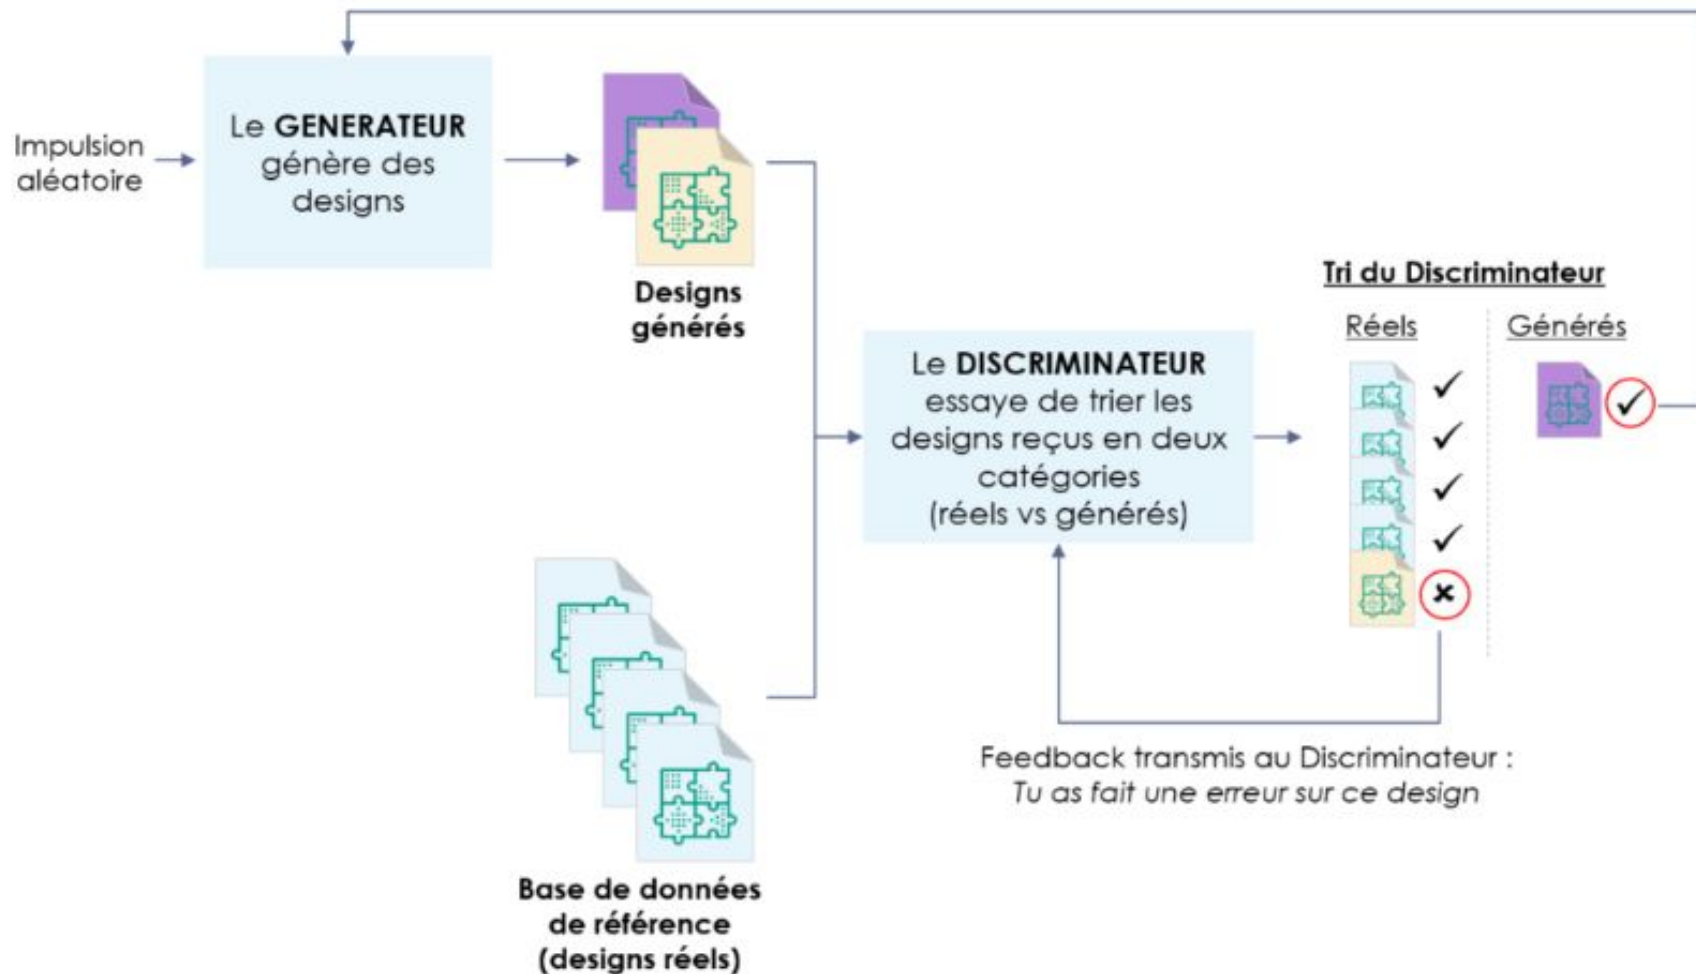 Impulsion
aléatoire
Le GENERATEUR
génère des
designs
Designs
générés
Tri du Discriminateur
Réels
Générés
Le DISCRIMINATEUR
essaye de trier les
designs reçus en deux
catégories
(réels vs générés)
Feedback transmis au Discriminateur :
Tu as fait une erreur sur ce design
Base de données
de référence
(designs réels)